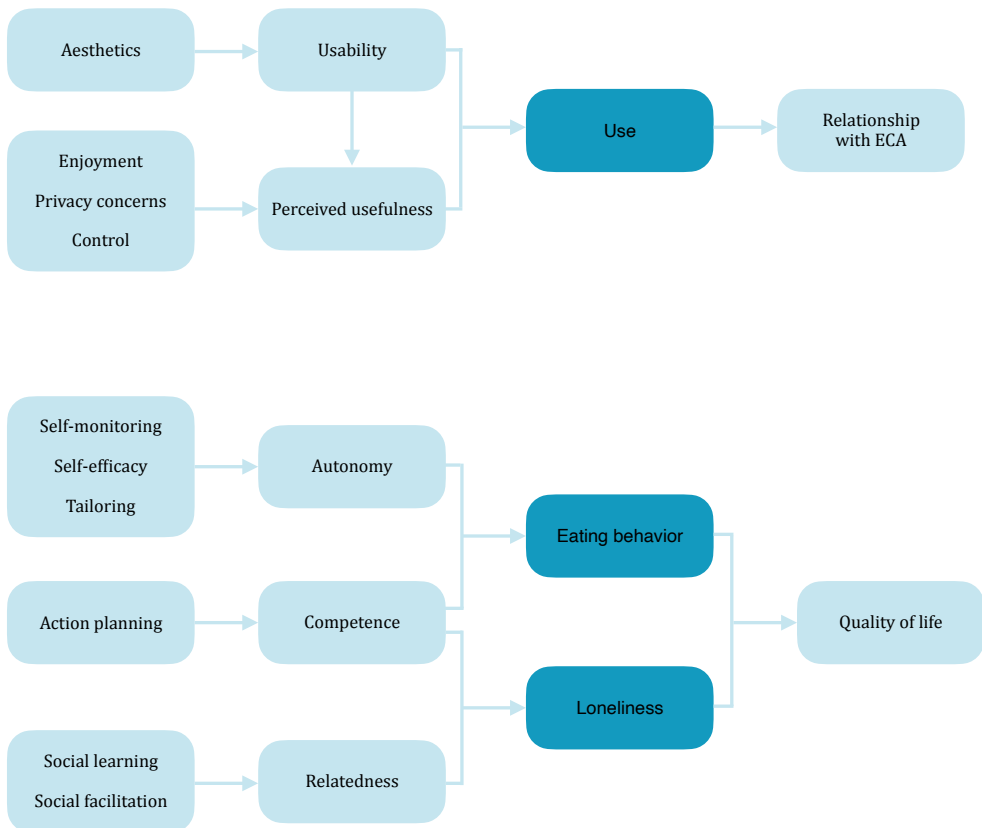 Aesthetics
Usability
Use
Relationship
with ECA
Enjoyment
Privacy concerns
Control
Perceived usefulness
Self-monitoring
Self-efficacy
Tailoring
Autonomy
Eating behavior
Action planning
Competence
Quality of life
Loneliness
Social learning
Social facilitation
Relatedness